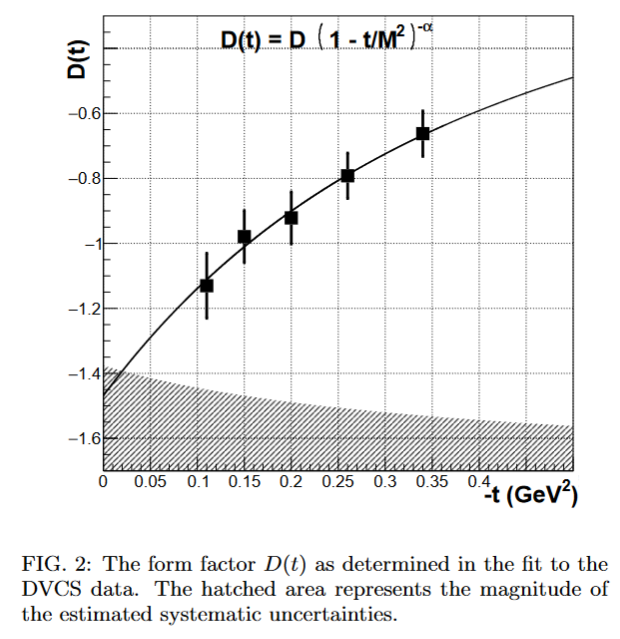 D(t) = D (1 - t/M²)^-α
D(t)
−0.6
−0.8
−1
−1.2
−1.4
−1.6
0 0.05 0.1 0.15 0.2 0.25 0.3 0.35 0.4
-t (GeV²)
FIG. 2: The form factor D(t) as determined in the fit to the
DVCS data. The hatched area represents the magnitude of
the estimated systematic uncertainties.